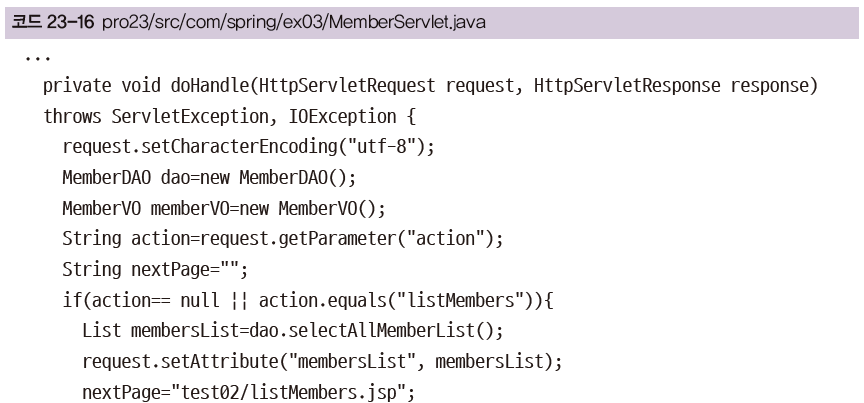 코드 23-16 pro23/src/com/spring/ex03/MemberServlet.java
...
private void doHandle(HttpServletRequest request, HttpServletResponse response)
throws ServletException, IOException {
request.setCharacterEncoding("utf-8");
MemberDAO dao=new MemberDAO();
MemberVO memberVO=new MemberVO();
String action=request.getParameter("action");
String nextPage="";
if(action== null || action.equals("listMembers")){
List membersList=dao.selectAllMemberList();
request.setAttribute("membersList", membersList);
nextPage="test02/listMembers.jsp";